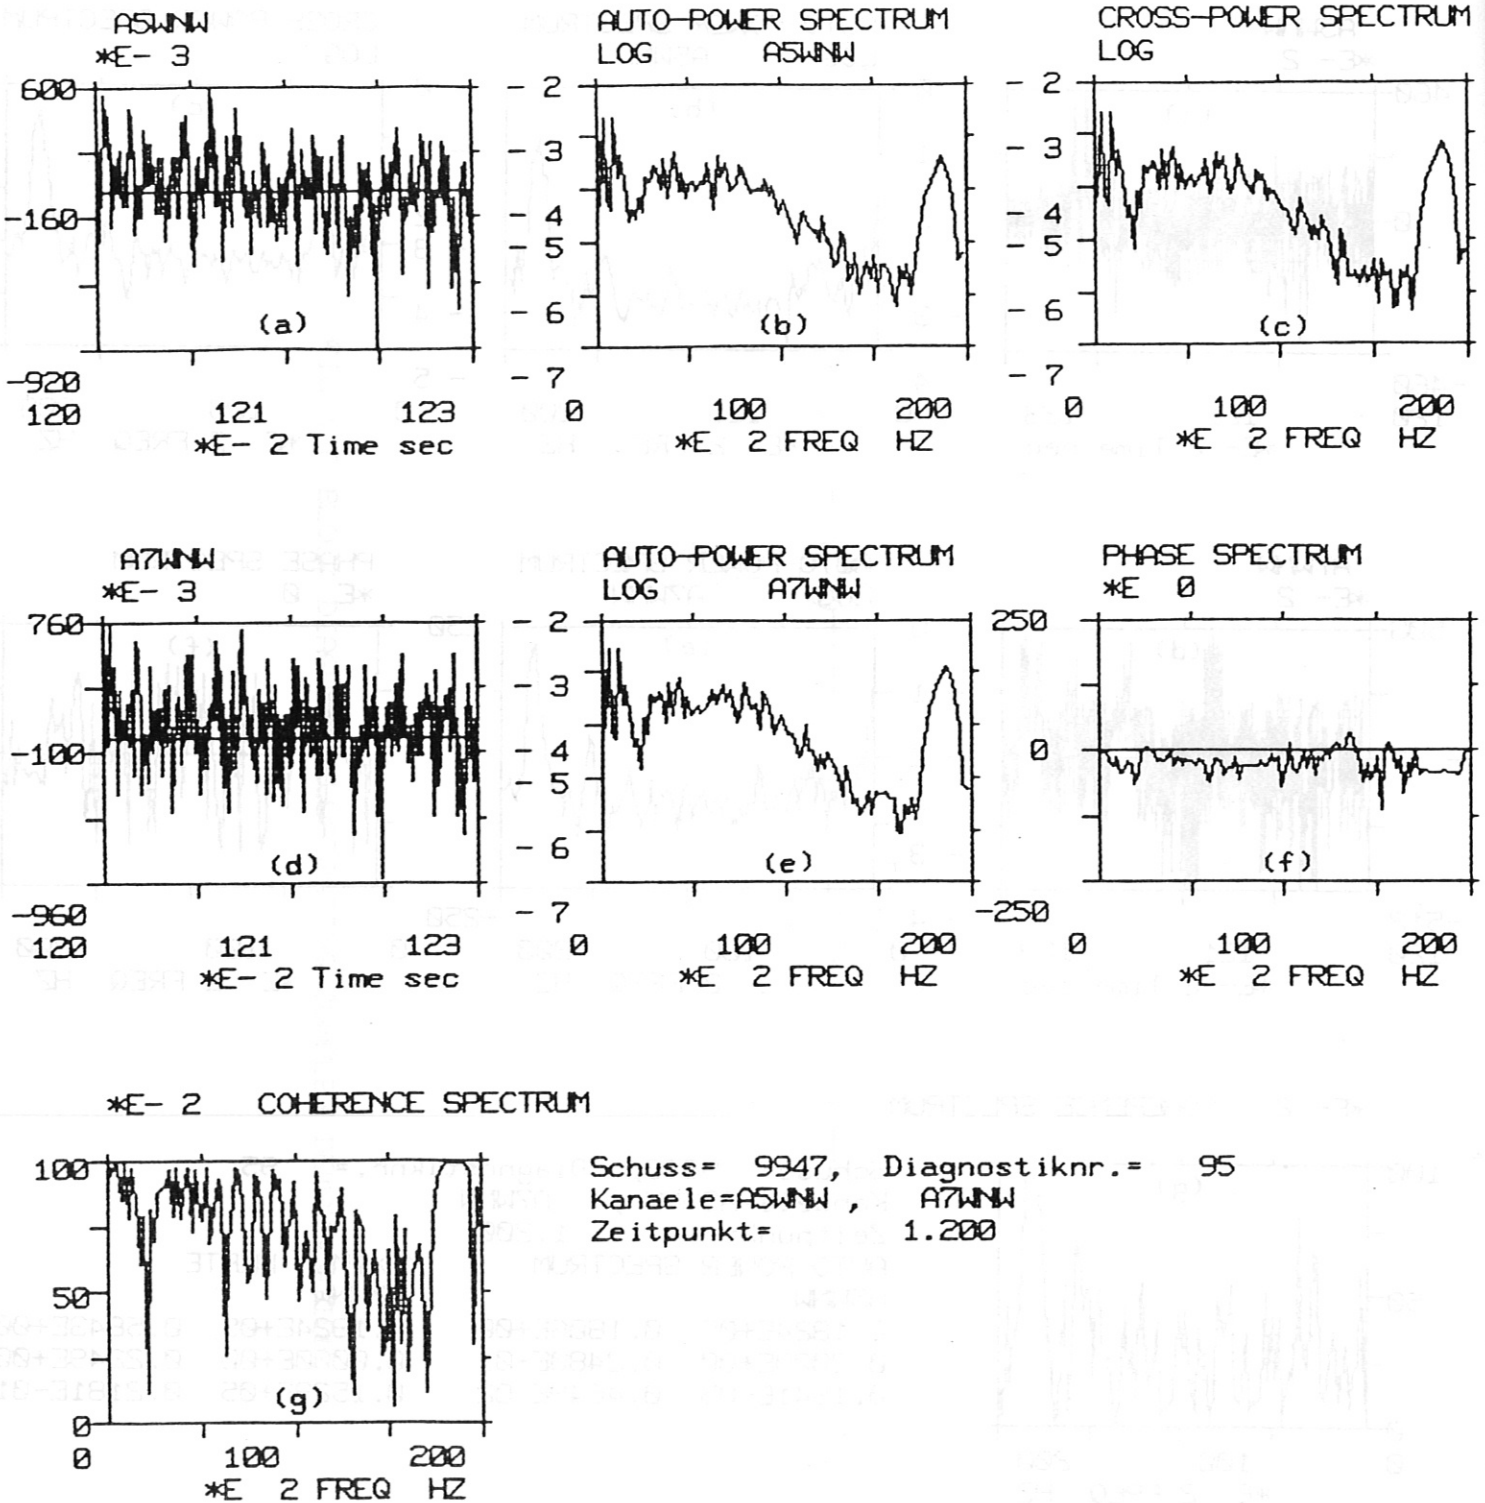 A5WNW
*E- 3
600
-160
-920
120 121 123
*E- 2 Time sec
(a)
AUTO-POWER SPECTRUM
LOG A5WNW
- 2
- 3
- 4
- 5
- 6
- 7
0 100 200
*E 2 FREQ HZ
(b)
CROSS-POWER SPECTRUM
LOG
- 2
- 3
- 4
- 5
- 6
- 7
0 100 200
*E 2 FREQ HZ
(c)
A7WNW
*E- 3
760
-100
-960
120 121 123
*E- 2 Time sec
(d)
AUTO-POWER SPECTRUM
LOG A7WNW
- 2
- 3
- 4
- 5
- 6
- 7
0 100 200
*E 2 FREQ HZ
(e)
PHASE SPECTRUM
*E 0
250
0
-250
0 100 200
*E 2 FREQ HZ
(f)
*E- 2 COHERENCE SPECTRUM
100
50
0
0 100 200
*E 2 FREQ HZ
(g)
Schuss= 9947, Diagnostiknr.= 95
Kanaele=A5WNW , A7WNW
Zeitpunkt= 1.200